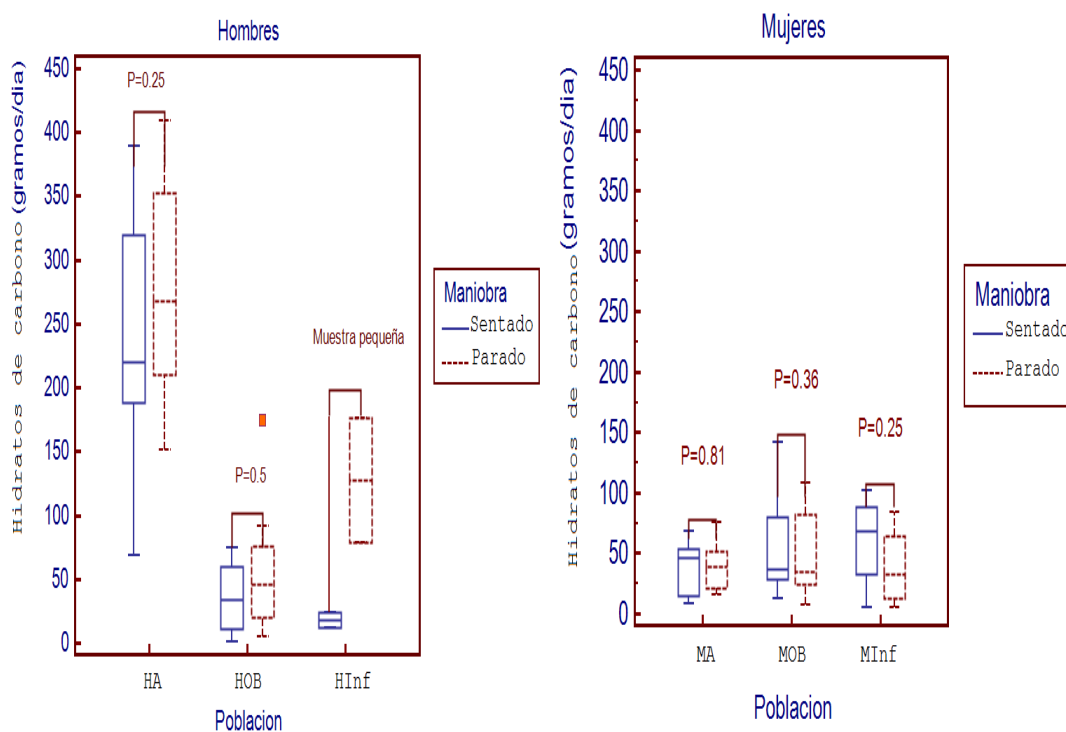 Hombres
Hidratos de carbono (gramos/dia)
450
400
350
300
250
200
150
100
50
0
P=0.25
P=0.5
Muestra pequeña
HA HOB HInf
Poblacion
Maniobra
Sentado
Parado
Mujeres
Hidratos de carbono (gramos/dia)
450
400
350
300
250
200
150
100
50
0
P=0.81
P=0.36
P=0.25
MA MOB MInf
Poblacion
Maniobra
Sentado
Parado